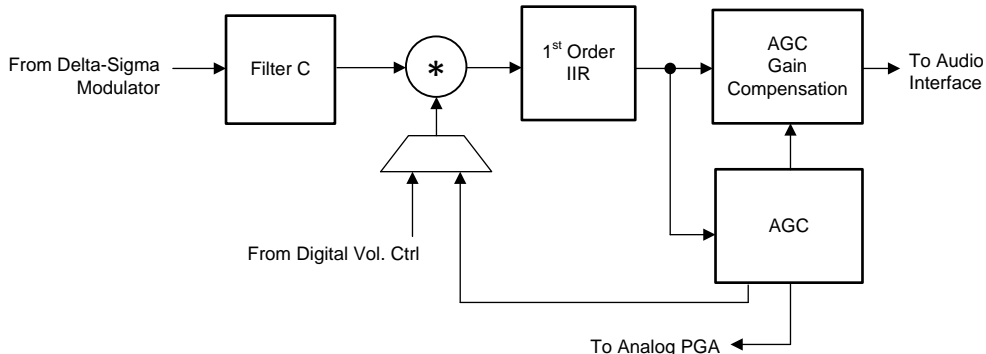 From Delta-Sigma
Modulator
Filter C
*
1st Order
IIR
AGC
Gain
Compensation
To Audio
Interface
AGC
From Digital Vol. Ctrl
To Analog PGA